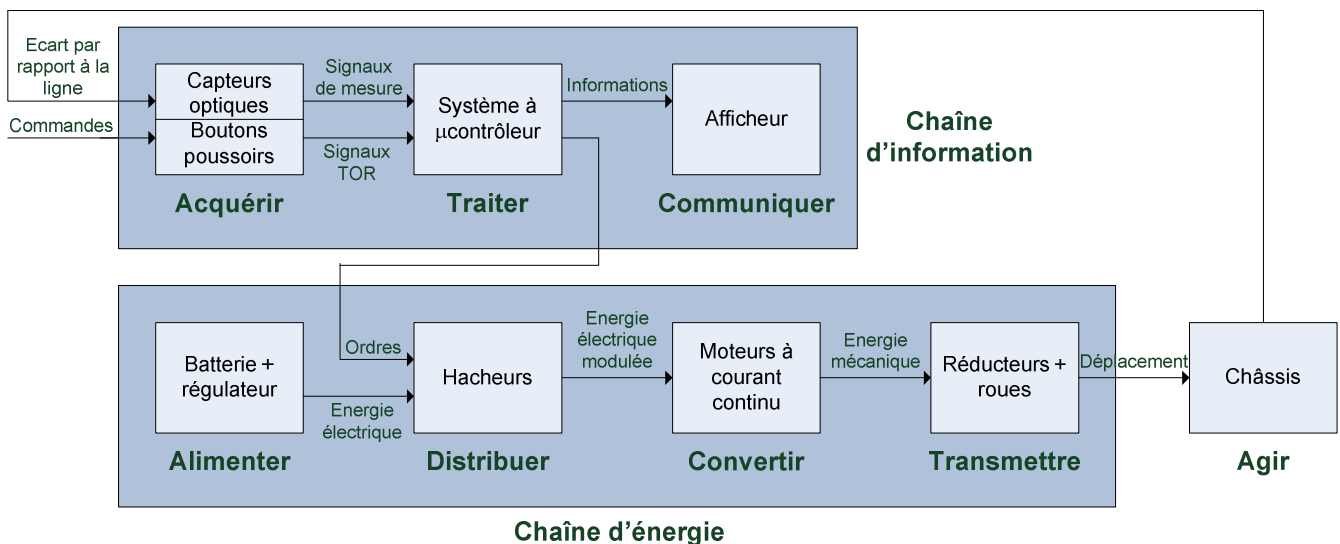 Ecart par
rapport à la
ligne
Commandes
Capteurs
optiques
Boutons
poussoirs
Acquérir
Signaux
de mesure
Signaux
TOR
Système à
µcontrôleur
Traiter
Informations
Afficheur
Communiquer
Chaîne
d’information
Batterie +
régulateur
Alimenter
Ordres
Energie
électrique
Hacheurs
Distribuer
Energie
électrique
modulée
Moteurs à
courant
continu
Convertir
Energie
mécanique
Réducteurs +
roues
Transmettre
Déplacement
Châssis
Agir
Chaîne d’énergie